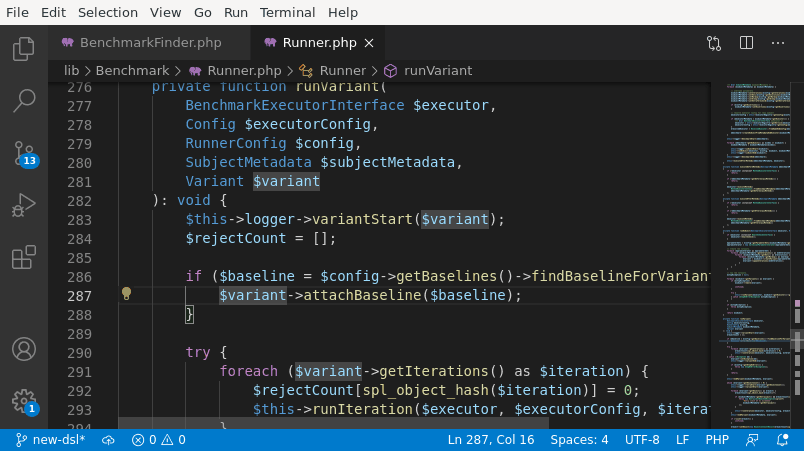 File Edit Selection View Go Run Terminal Help
BenchmarkFinder.php Runner.php
lib > Benchmark > Runner.php > Runner > runVariant
276 private function runVariant(
277 BenchmarkExecutorInterface $executor,
278 Config $executorConfig,
279 RunnerConfig $config,
280 SubjectMetadata $subjectMetadata,
281 Variant $variant
282 ): void {
283 $this->logger->variantStart($variant);
284 $rejectCount = [];
285
286 if ($baseline = $config->getBaselines()->findBaselineForVariant
287 $variant->attachBaseline($baseline);
288 }
289
290 try {
291 foreach ($variant->getIterations() as $iteration) {
292 $rejectCount[spl_object_hash($iteration)] = 0;
293 $this->runIteration($executor, $executorConfig, $iterat
294 }
13
1
new-dsl* 0 0 Ln 287, Col 16 Spaces: 4 UTF-8 LF PHP